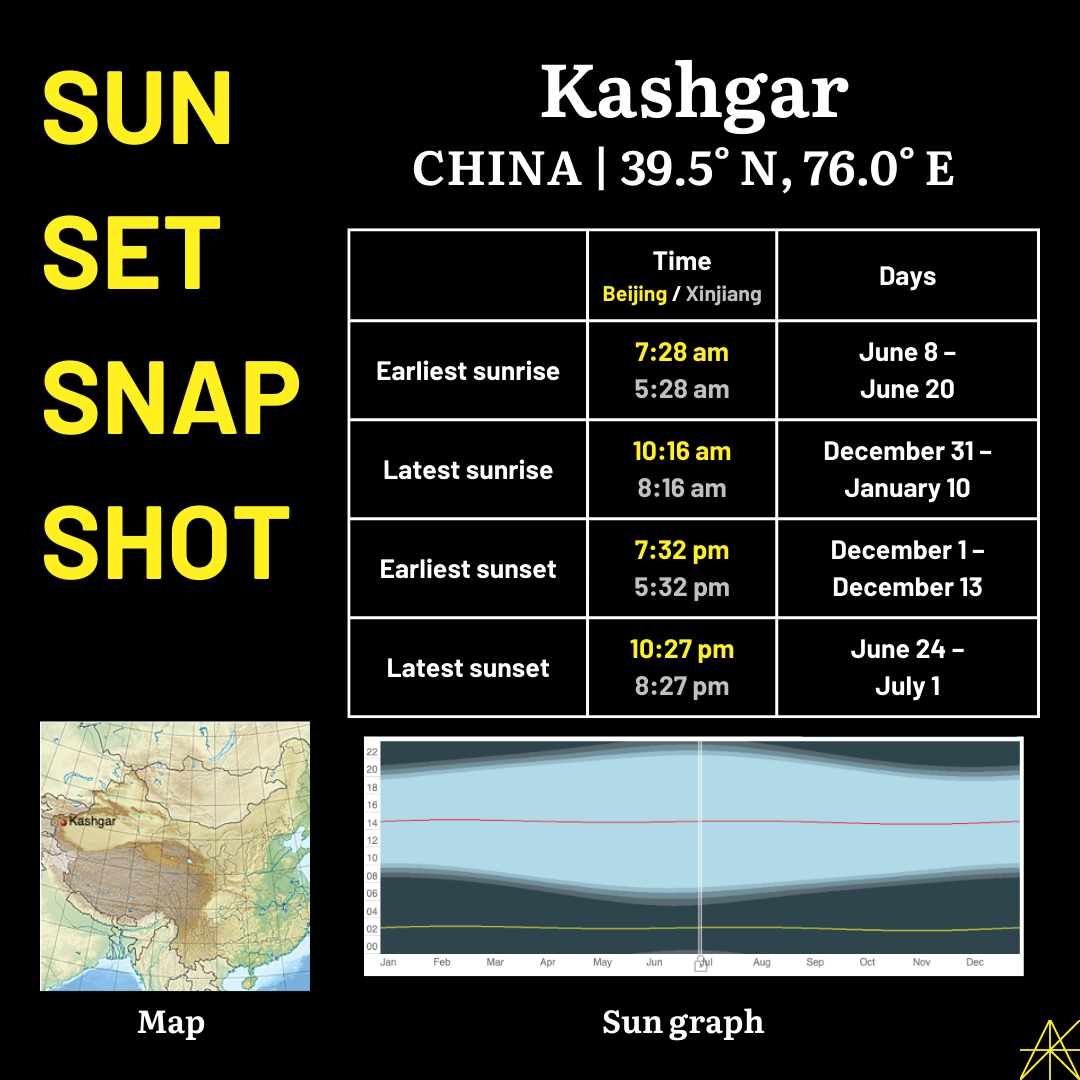 SUN
SET
SNAP
SHOT
Kashgar
CHINA | 39.5° N, 76.0° E
Time
Beijing / Xinjiang
Days
Earliest sunrise
7:28 am
5:28 am
June 8 –
June 20
Latest sunrise
10:16 am
8:16 am
December 31 –
January 10
Earliest sunset
7:32 pm
5:32 pm
December 1 –
December 13
Latest sunset
10:27 pm
8:27 pm
June 24 –
July 1
Kashgar
Map
22
20
18
16
14
12
10
08
06
04
02
00
Jan Feb Mar Apr May Jun Jul Aug Sep Oct Nov Dec
Sun graph